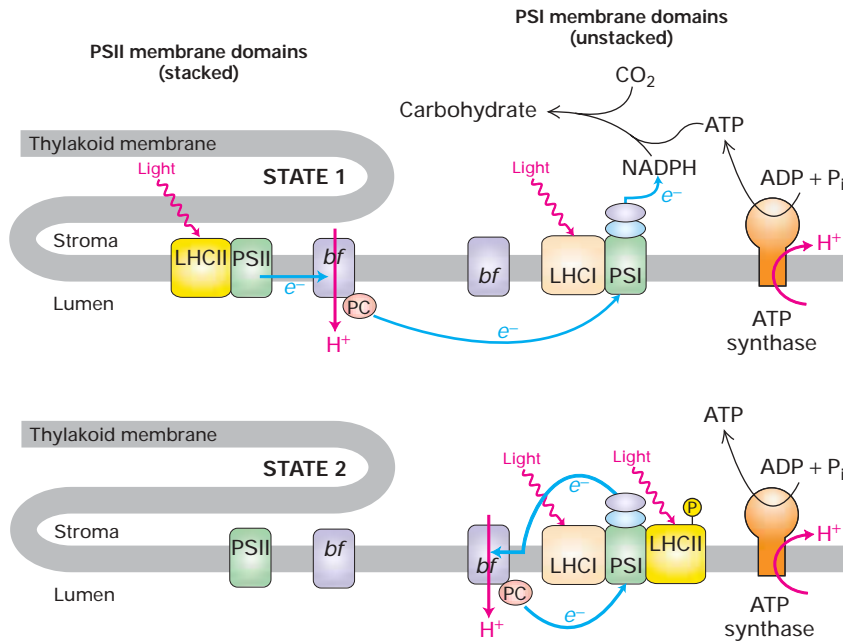 PSII membrane domains
(stacked)
PSI membrane domains
(unstacked)
CO₂
Carbohydrate
ATP
Thylakoid membrane
NADPH
Light
STATE 1
Light
e⁻
ADP + Pᵢ
Stroma
LHCII
PSII
bf
bf
LHCI
PSI
H⁺
e⁻
Lumen
PC
H⁺
e⁻
ATP
synthase
ATP
Thylakoid membrane
STATE 2
Light
Light
e⁻
ADP + Pᵢ
P
Stroma
PSII
bf
bf
LHCI
PSI
LHCII
H⁺
Lumen
PC
H⁺
e⁻
ATP
synthase